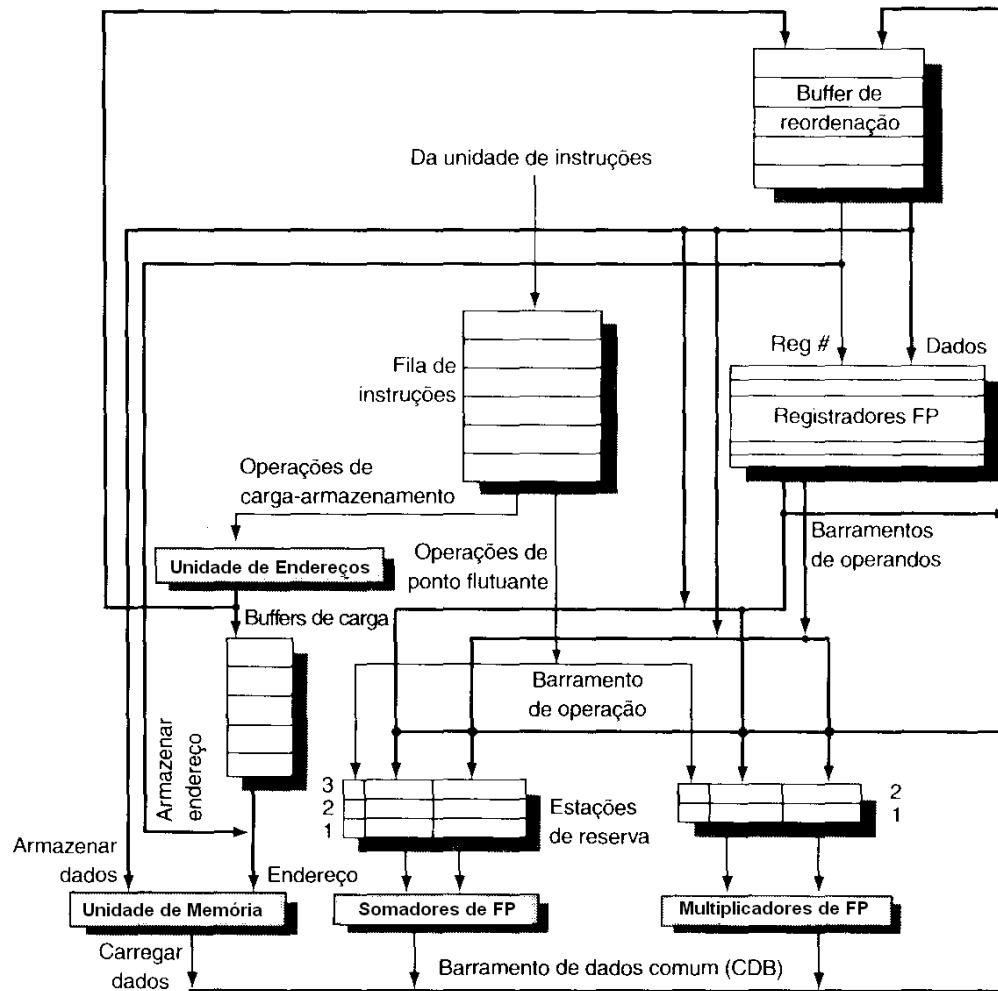 Buffer de
reordenação
Da unidade de instruções
Reg #
Dados
Fila de
instruções
Registradores FP
Operações de
carga-armazenamento
Barramentos
de operandos
Operações de
ponto flutuante
Unidade de Endereços
Buffers de carga
Barramento
de operação
Armazenar
endereço
3
2
1
Estações
de reserva
2
1
Armazenar
dados
Endereço
Unidade de Memória
Somadores de FP
Multiplicadores de FP
Carregar
dados
Barramento de dados comum (CDB)